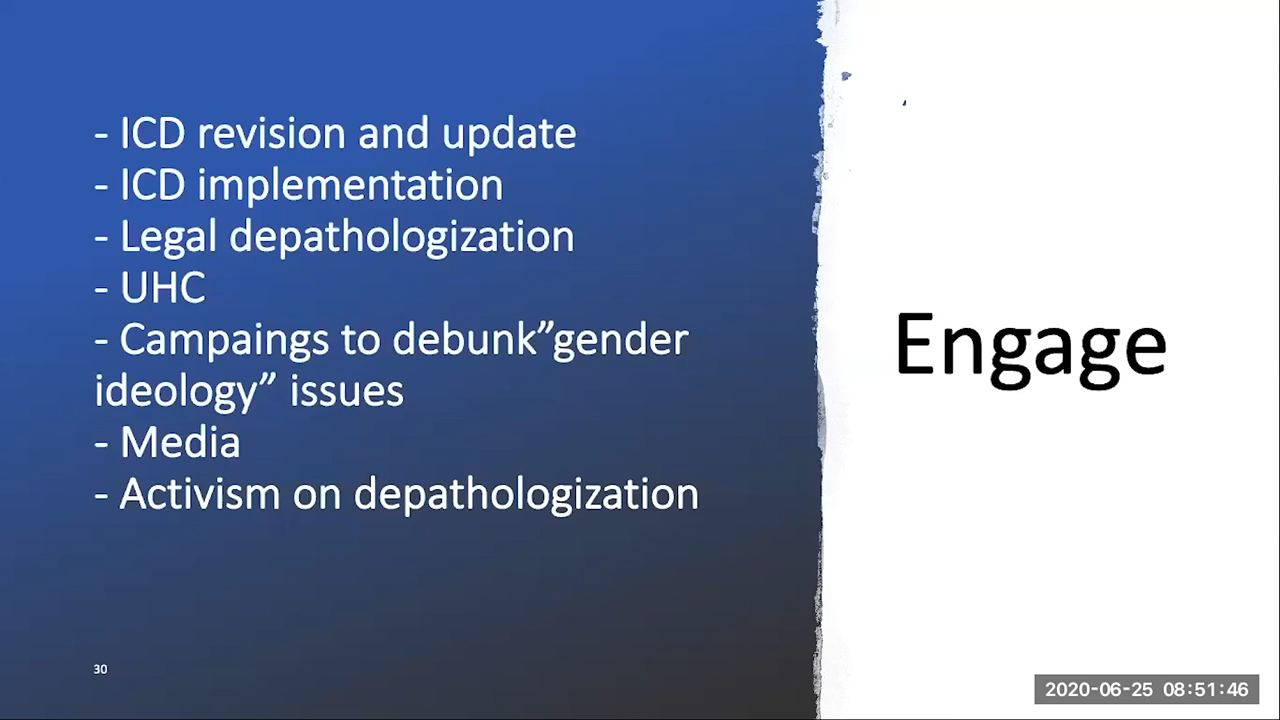 - ICD revision and update
- ICD implementation
- Legal depathologization
- UHC
- Campaings to debunk”gender
ideology” issues
- Media
- Activism on depathologization
Engage
30
2020-06-25 08:51:46